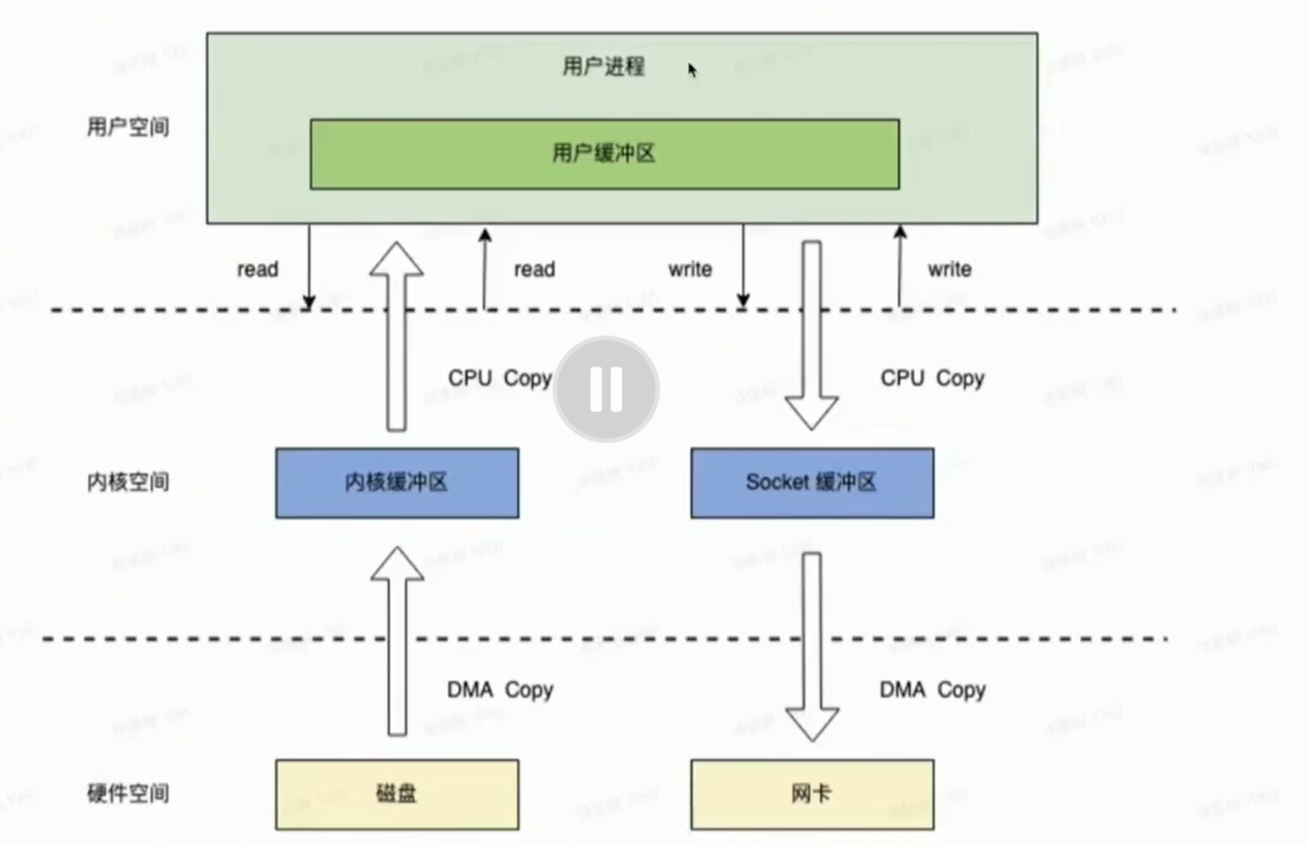 用户进程
用户空间
用户缓冲区
read
read
write
write
CPU Copy
CPU Copy
内核空间
内核缓冲区
Socket 缓冲区
DMA Copy
DMA Copy
硬件空间
磁盘
网卡